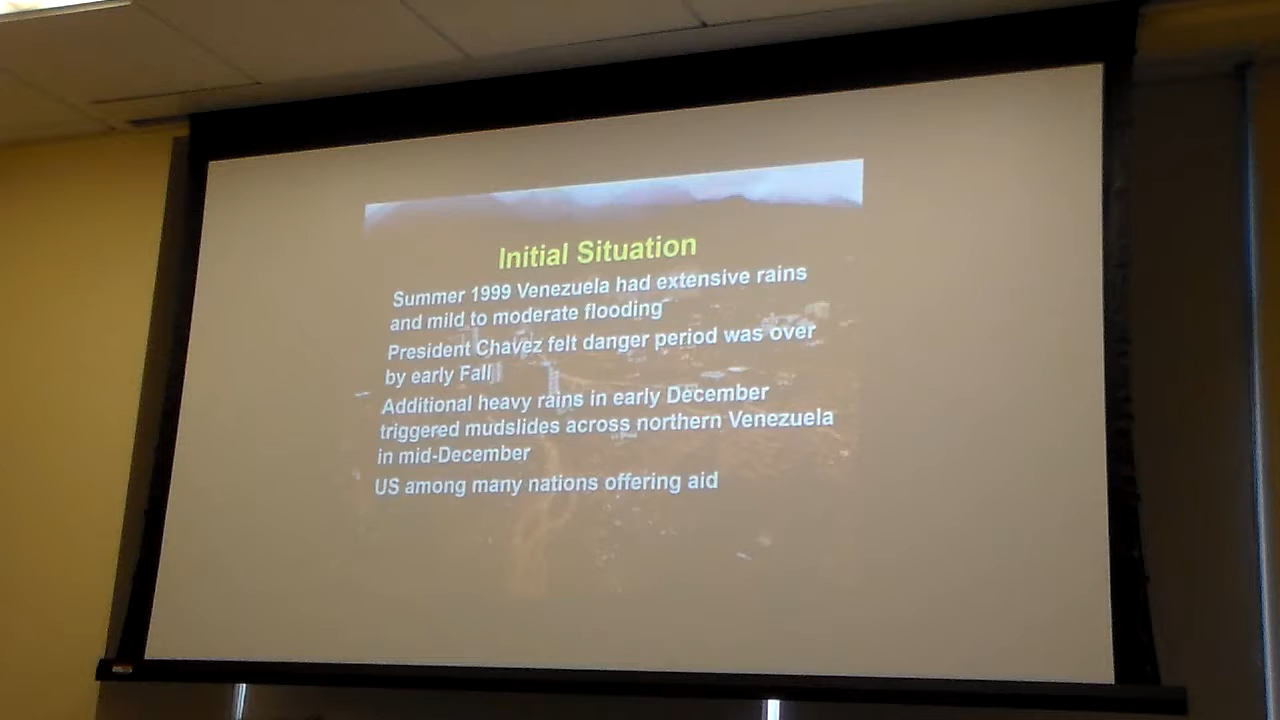 Initial Situation
Summer 1999 Venezuela had extensive rains
and mild to moderate flooding
President Chavez felt danger period was over
by early Fall
Additional heavy rains in early December
triggered mudslides across northern Venezuela
in mid-December
US among many nations offering aid